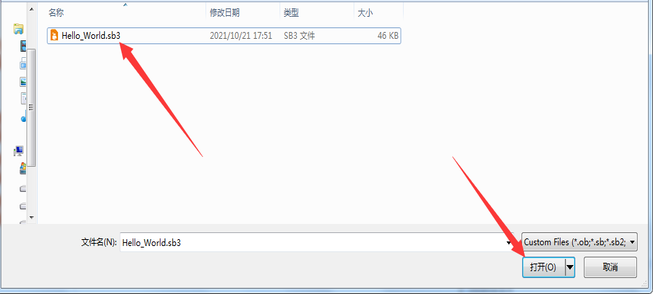 名称 修改日期 类型 大小
Hello_World.sb3 2021/10/21 17:51 SB3 文件 46 KB
文件名(N): Hello_World.sb3 Custom Files (*.ob;*.sb;*.sb2;
打开(O) 取消